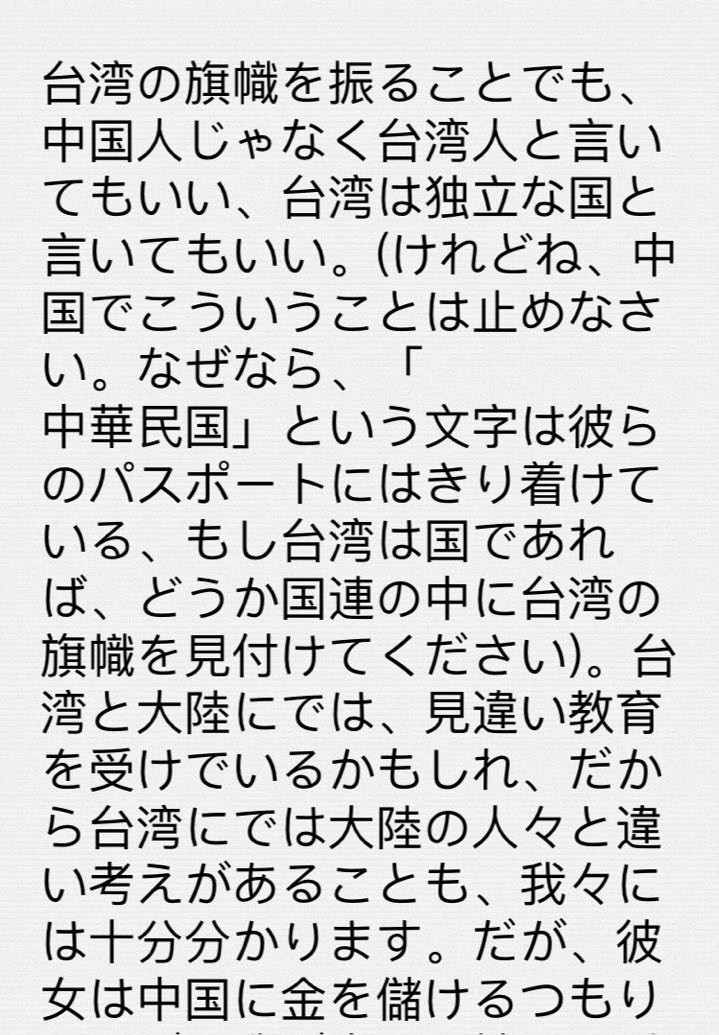 台湾の旗幟を振ることでも、
中国人じゃなく台湾人と言い
てもいい、台湾は独立な国と
言いてもいい。(けれどね、中
国でこういうことは止めなさ
い。なぜなら、「
中華民国」という文字は彼ら
のパスポートにはきり着けて
いる、もし台湾は国であれ
ば、どうか国連の中に台湾の
旗幟を見付けてください)。台
湾と大陸にでは、見違い教育
を受けでいるかもしれ、だか
ら台湾にでは大陸の人々と違
い考えがあることも、我々に
は十分分かります。だが、彼
女は中国に金を儲けるつもり